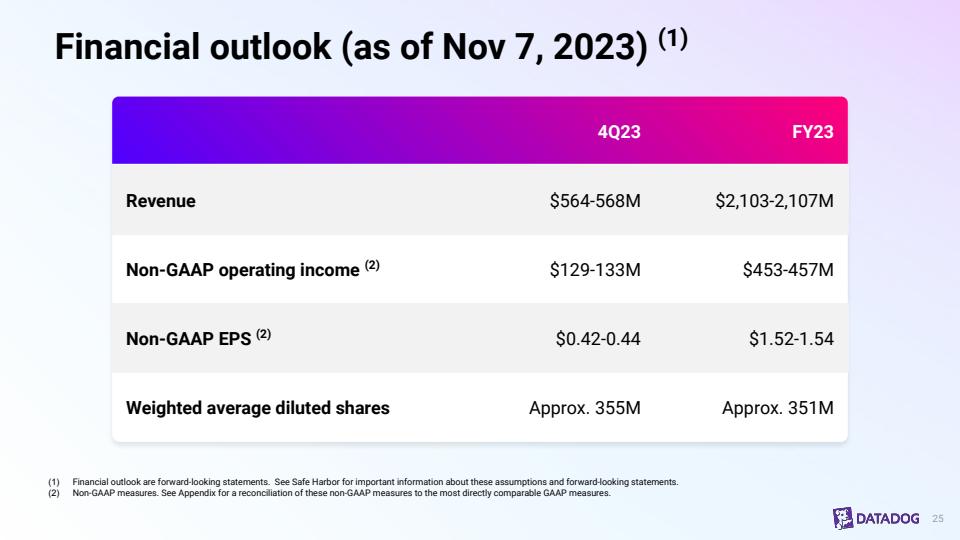 Financial outlook (as of Nov 7, 2023) (1)
4Q23 FY23
Revenue $564-568M $2,103-2,107M
Non-GAAP operating income (2) $129-133M $453-457M
Non-GAAP EPS (2) $0.42-0.44 $1.52-1.54
Weighted average diluted shares Approx. 355M Approx. 351M
(1) Financial outlook are forward-looking statements. See Safe Harbor for important information about these assumptions and forward-looking statements.
(2) Non-GAAP measures. See Appendix for a reconciliation of these non-GAAP measures to the most directly comparable GAAP measures.
DATADOG 25